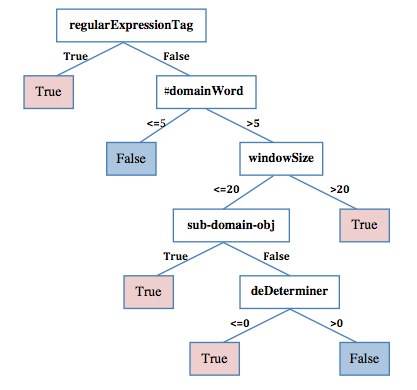 regularExpressionTag
True False
True #domainWord
<=5 >5
False windowSize
<=20 >20
sub-domain-obj True
True False
True deDeterminer
<=0 >0
True False